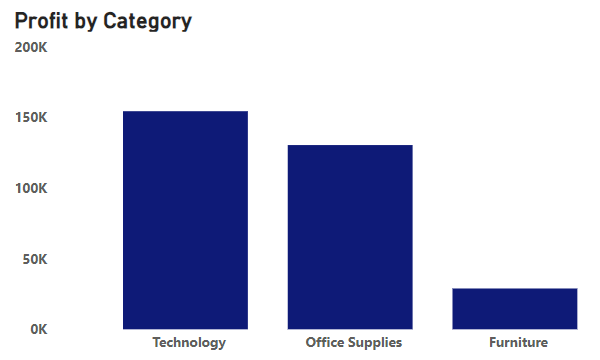 Profit by Category
200K
150K
100K
50K
0K
Technology Office Supplies Furniture